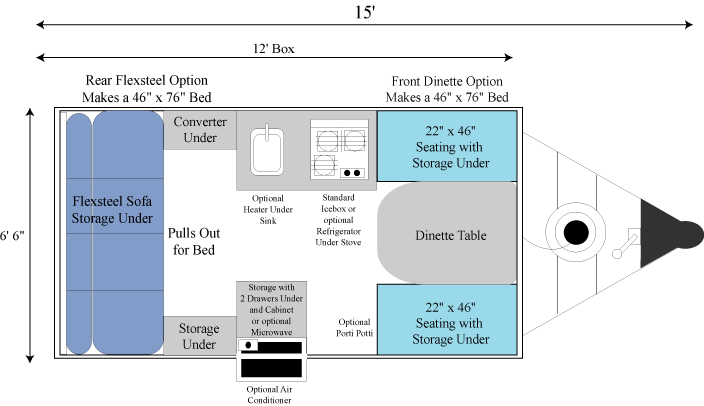 15'
12' Box
Rear Flexsteel Option
Makes a 46" x 76" Bed
Front Dinette Option
Makes a 46" x 76" Bed
Converter
Under
22" x 46"
Seating with
Storage Under
Optional
Heater Under
Sink
Standard
Icebox or
optional
Refrigerator
Under Stove
Flexsteel Sofa
Storage Under
Pulls Out
for Bed
6' 6"
Dinette Table
Storage with
2 Drawers Under
and Cabinet
or optional
Microwave
Storage
Under
Optional
Porti Potti
22" x 46"
Seating with
Storage Under
Optional Air
Conditioner